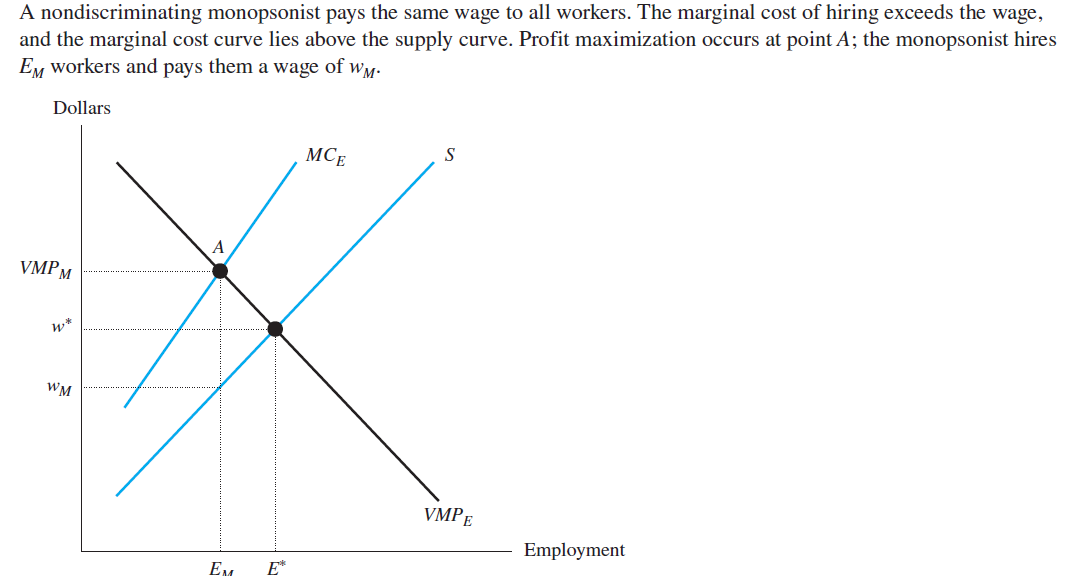 A nondiscriminating monopsonist pays the same wage to all workers. The marginal cost of hiring exceeds the wage,
and the marginal cost curve lies above the supply curve. Profit maximization occurs at point A; the monopsonist hires
E_M workers and pays them a wage of w_M.
Dollars
MC_E
S
A
VMP_M
w*
w_M
VMP_E
Employment
E_M E*